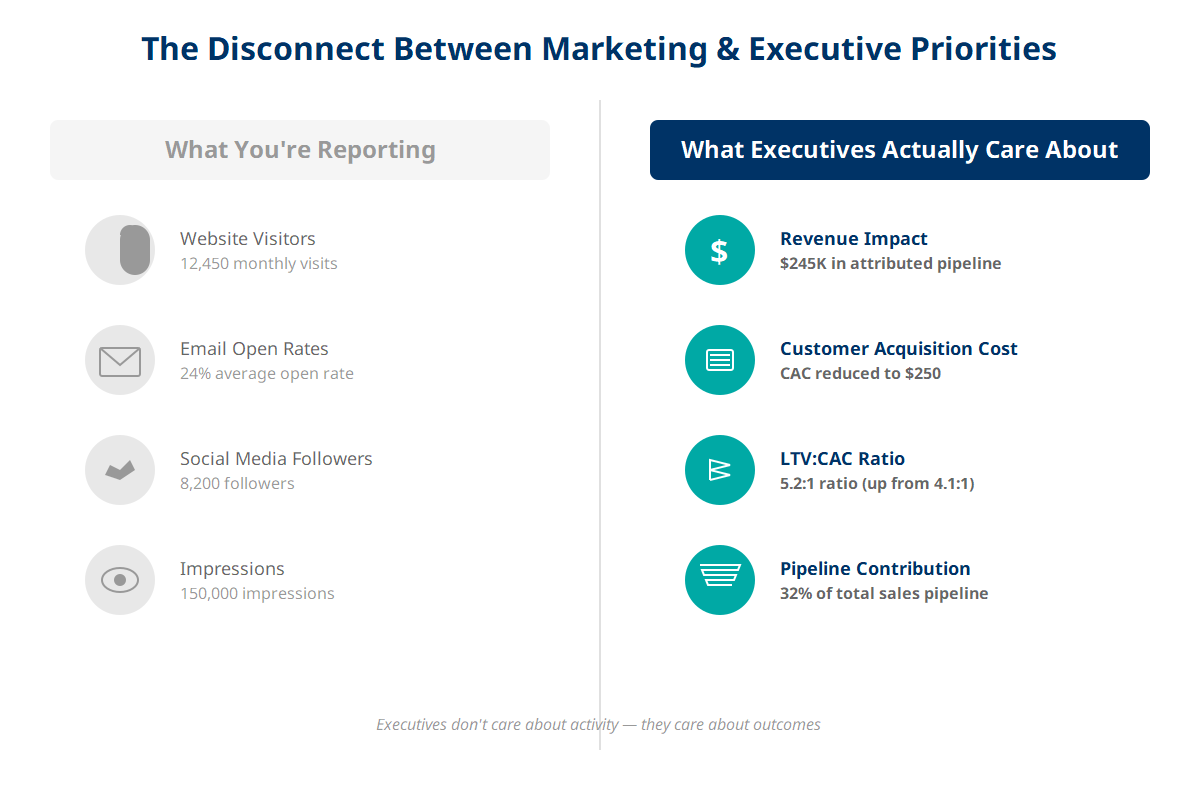 The Disconnect Between Marketing & Executive Priorities
What You're Reporting
Website Visitors
12,450 monthly visits
Email Open Rates
24% average open rate
Social Media Followers
8,200 followers
Impressions
150,000 impressions
What Executives Actually Care About
$
Revenue Impact
$245K in attributed pipeline
Customer Acquisition Cost
CAC reduced to $250
LTV:CAC Ratio
5.2:1 ratio (up from 4.1:1)
Pipeline Contribution
32% of total sales pipeline
Executives don't care about activity — they care about outcomes